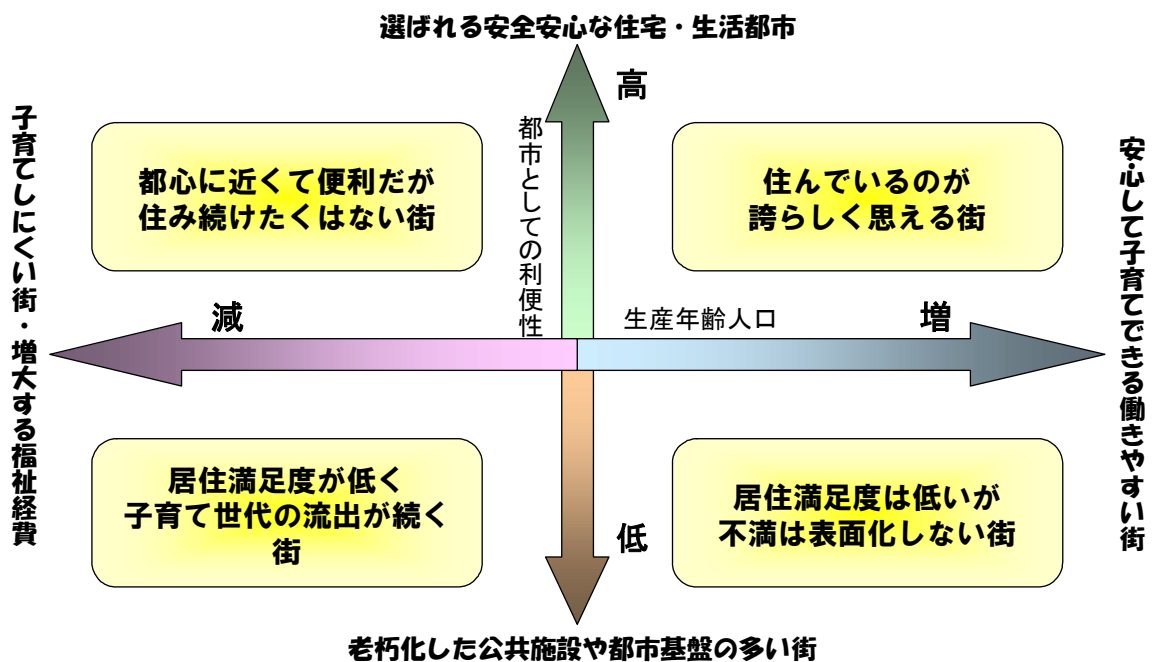 選ばれる安全安心な住宅・生活都市
高
子育てしにくい街・増大する福祉経費
都市としての利便性
安心して子育てできる働きやすい街
都心に近くて便利だが
住み続けたくはない街
住んでいるのが
誇らしく思える街
減
生産年齢人口
増
居住満足度が低く
子育て世代の流出が続く
街
居住満足度は低いが
不満は表面化しない街
低
老朽化した公共施設や都市基盤の多い街